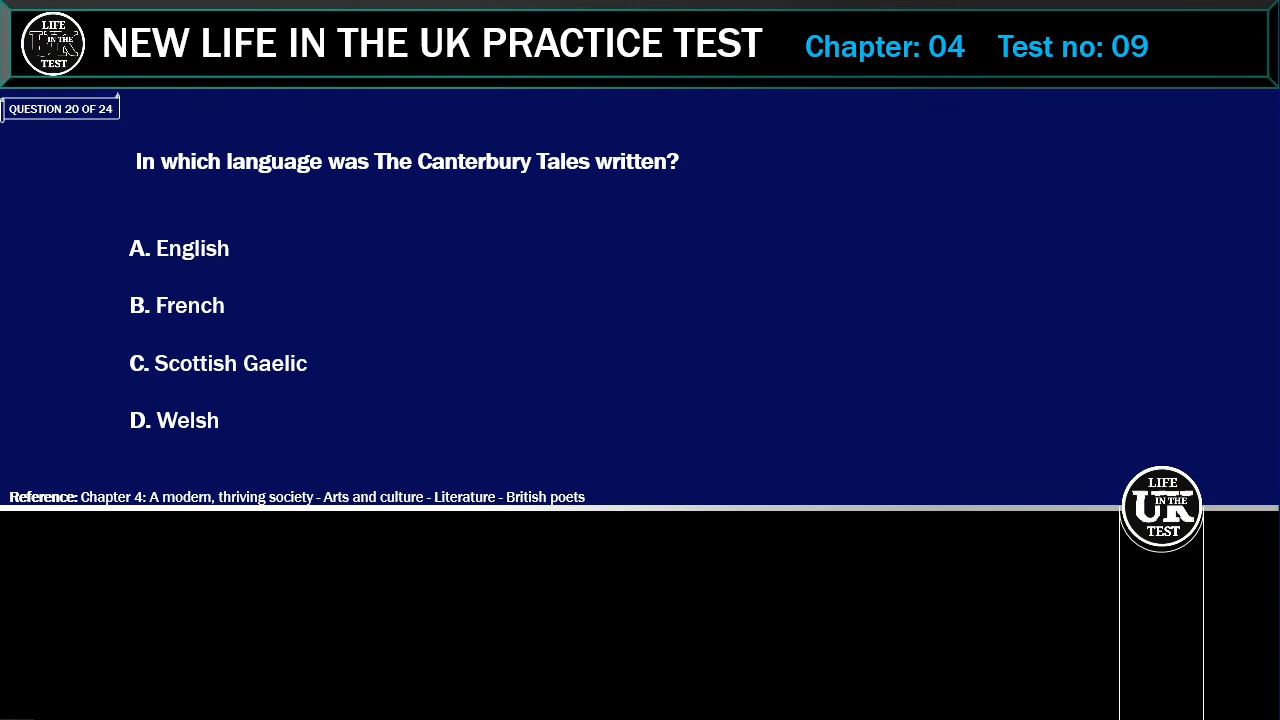 LIFE
UK
IN THE
TEST
NEW LIFE IN THE UK PRACTICE TEST
Chapter: 04
Test no: 09
QUESTION 20 OF 24
In which language was The Canterbury Tales written?
A. English
B. French
C. Scottish Gaelic
D. Welsh
Reference: Chapter 4: A modern, thriving society - Arts and culture - Literature - British poets
LIFE
IN THE
UK
TEST